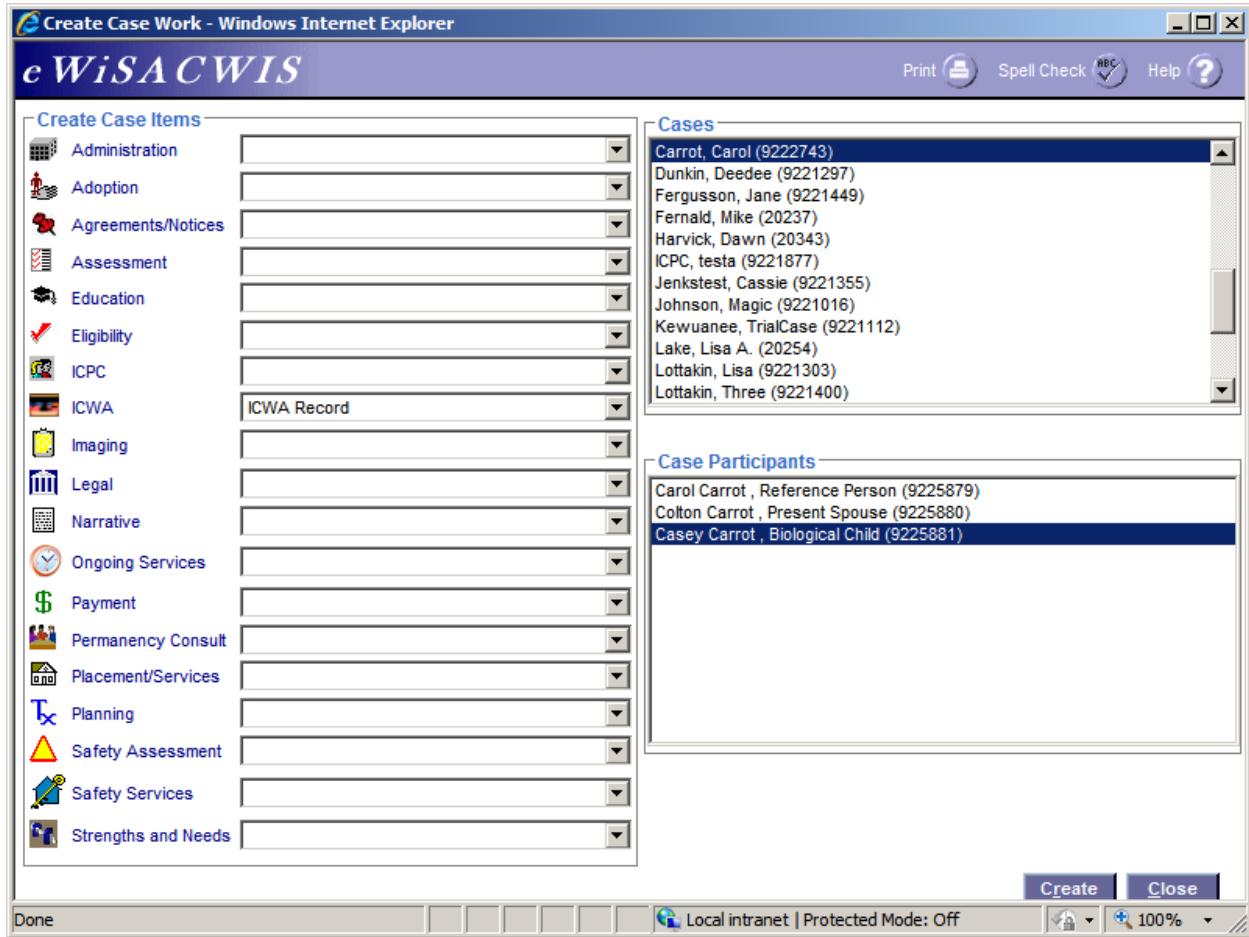 Create Case Work - Windows Internet Explorer
eWiSACWIS
Print Spell Check ABC Help ?
Create Case Items
Administration
Adoption
Agreements/Notices
Assessment
Education
Eligibility
ICPC
ICWA ICWA Record
Imaging
Legal
Narrative
Ongoing Services
$ Payment
Permanency Consult
Placement/Services
Tx Planning
Safety Assessment
Safety Services
Strengths and Needs
Cases
Carrot, Carol (9222743)
Dunkin, Deedee (9221297)
Fergusson, Jane (9221449)
Fernald, Mike (20237)
Harvick, Dawn (20343)
ICPC, testa (9221877)
Jenkstest, Cassie (9221355)
Johnson, Magic (9221016)
Kewuanee, TrialCase (9221112)
Lake, Lisa A. (20254)
Lottakin, Lisa (9221303)
Lottakin, Three (9221400)
Case Participants
Carol Carrot , Reference Person (9225879)
Colton Carrot , Present Spouse (9225880)
Casey Carrot , Biological Child (9225881)
Create Close
Done Local intranet | Protected Mode: Off 100%